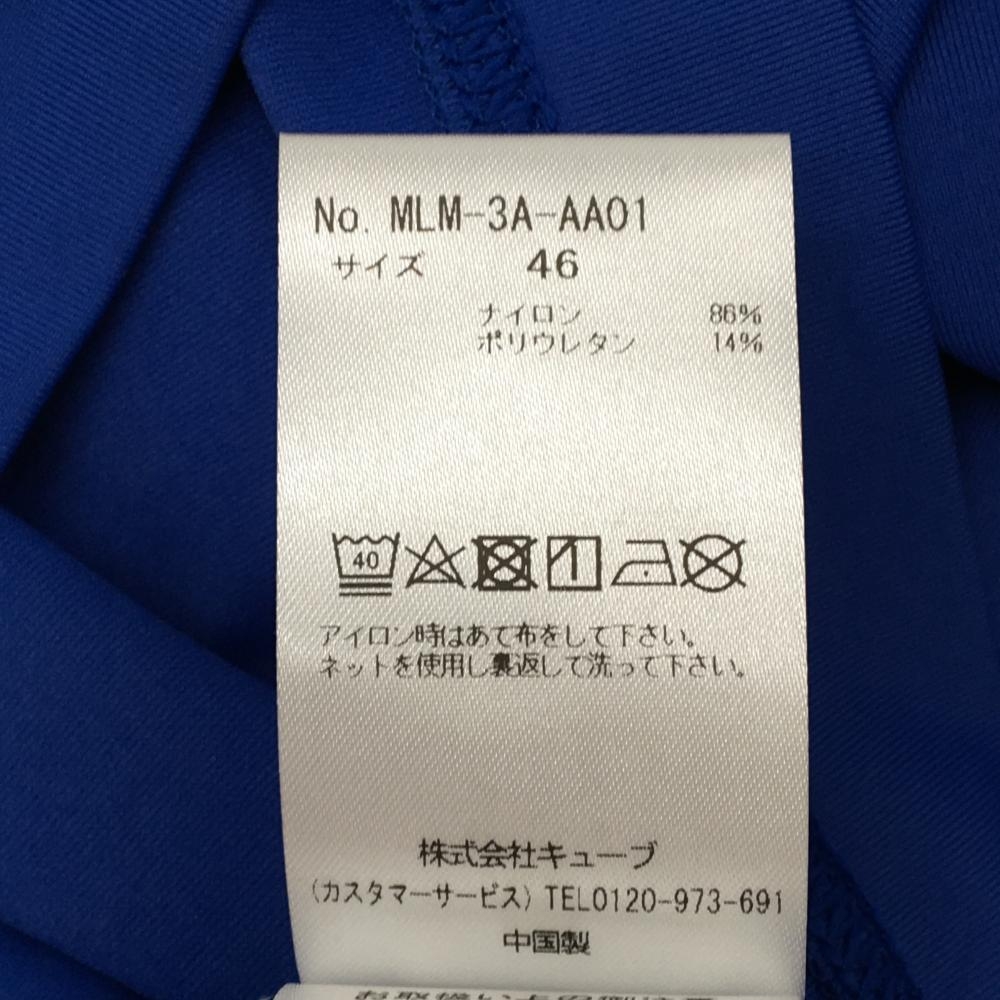 No. MLM-3A-AA01
サイズ 46
ナイロン 86%
ポリウレタン 14%
40
アイロン時はあて布をして下さい。
ネットを使用し裏返して洗って下さい。
株式会社キューブ
(カスタマーサービス) TEL0120-973-691
中国製